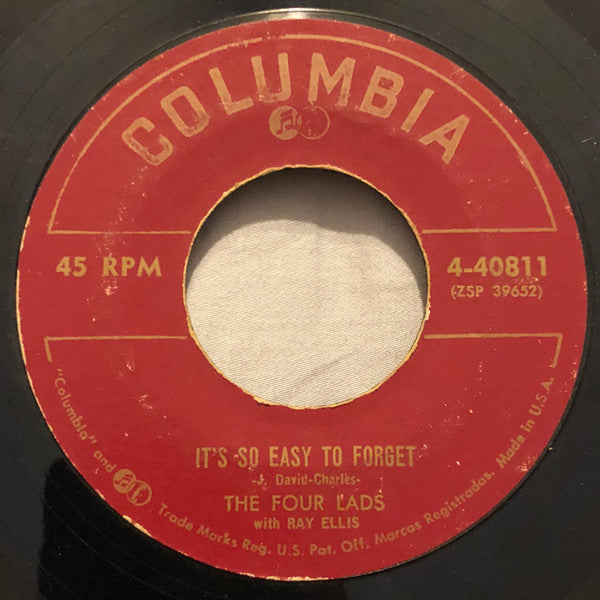 COLUMBIA
45 RPM
4-40811
(ZSP 39652)
IT'S SO EASY TO FORGET
-J. David-Charles-
THE FOUR LADS
with RAY ELLIS
"Columbia" and Trade Marks Reg. U.S. Pat. Off. Marcas Registradas. Made in U.S.A.